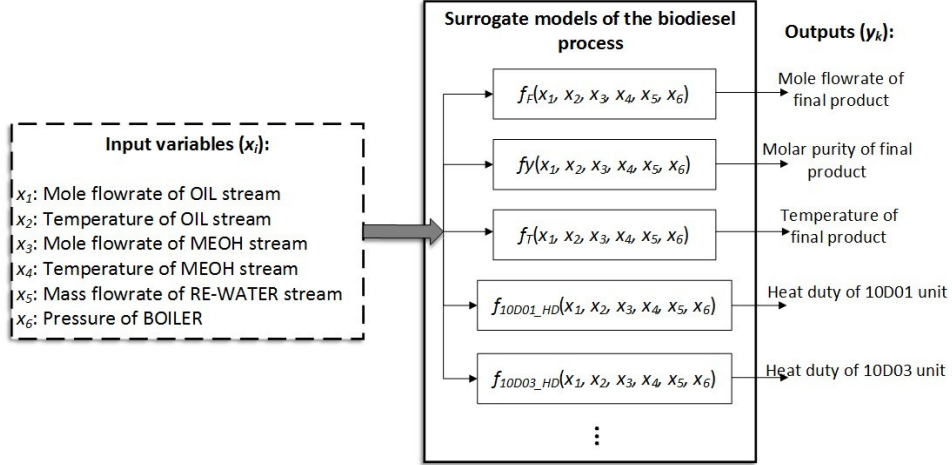 Input variables (xi):
x1: Mole flowrate of OIL stream
x2: Temperature of OIL stream
x3: Mole flowrate of MEOH stream
x4: Temperature of MEOH stream
x5: Mass flowrate of RE-WATER stream
x6: Pressure of BOILER
Surrogate models of the biodiesel
process
fF(x1, x2, x3, x4, x5, x6)
fy(x1, x2, x3, x4, x5, x6)
fT(x1, x2, x3, x4, x5, x6)
f10D01_HD(x1, x2, x3, x4, x5, x6)
f10D03_HD(x1, x2, x3, x4, x5, x6)
⋮
Outputs (yk):
Mole flowrate of
final product
Molar purity of final
product
Temperature of
final product
Heat duty of 10D01 unit
Heat duty of 10D03 unit